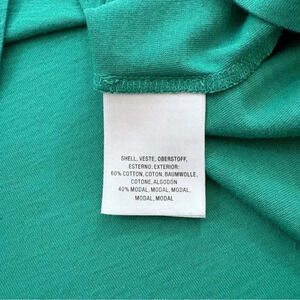 SHELL, VESTE, OBERSTOFF,
ESTERNO, EXTERIOR:
60% COTTON, COTON, BAUMWOLLE,
COTONE, ALGODÓN
40% MODAL, MODAL, MODAL,
MODAL, MODAL